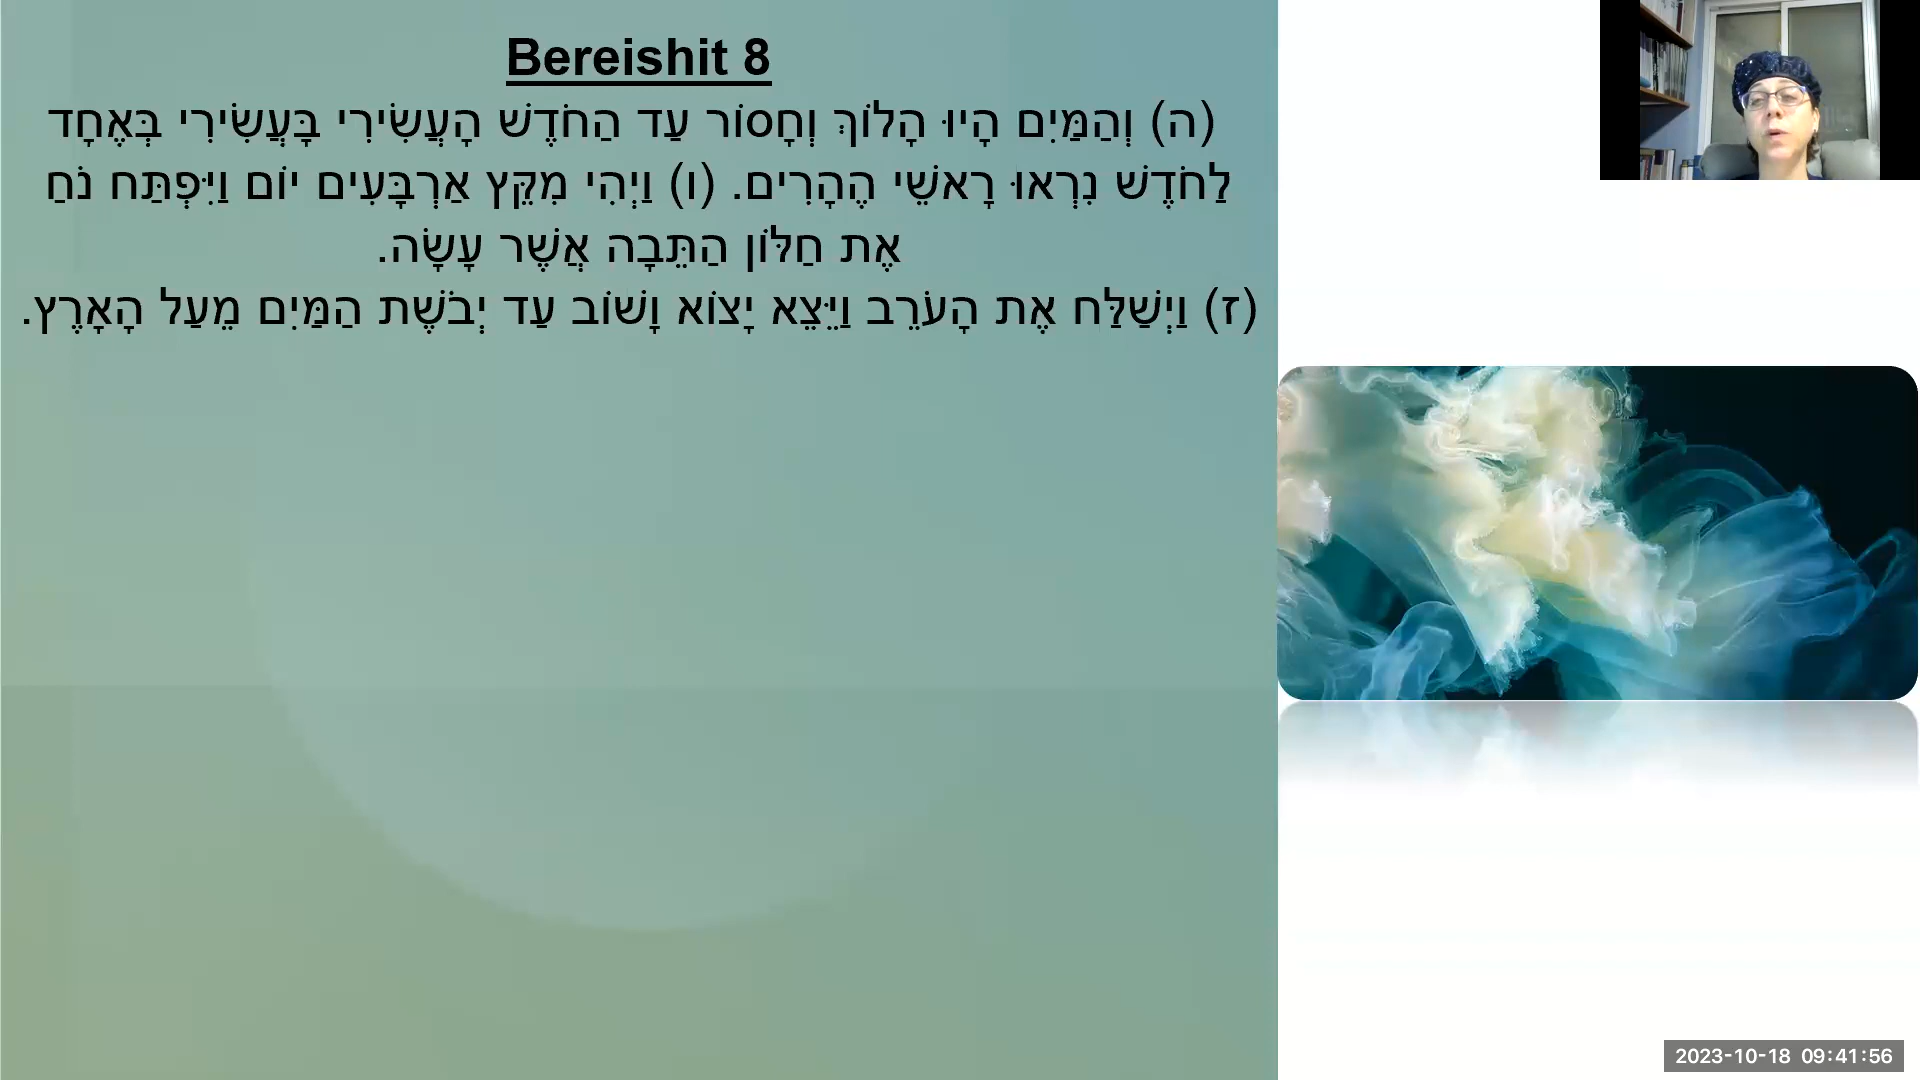 Bereishit 8
(ה) וְהַמַּיִם הָיוּ הָלוֹךְ וְחָסוֹר עַד הַחֹדֶשׁ הָעֲשִׂירִי בָּעֲשִׂירִי בְּאֶחָד
לַחֹדֶשׁ נִרְאוּ רָאשֵׁי הֶהָרִים. (ו) וַיְהִי מִקֵּץ אַרְבָּעִים יוֹם וַיִּפְתַּח נֹחַ
אֶת חַלּוֹן הַתֵּבָה אֲשֶׁר עָשָׂה.
(ז) וַיְשַׁלַּח אֶת הָעֹרֵב וַיֵּצֵא יָצוֹא וָשׁוֹב עַד יְבֹשֶׁת הַמַּיִם מֵעַל הָאָרֶץ.
2023-10-18 09:41:56